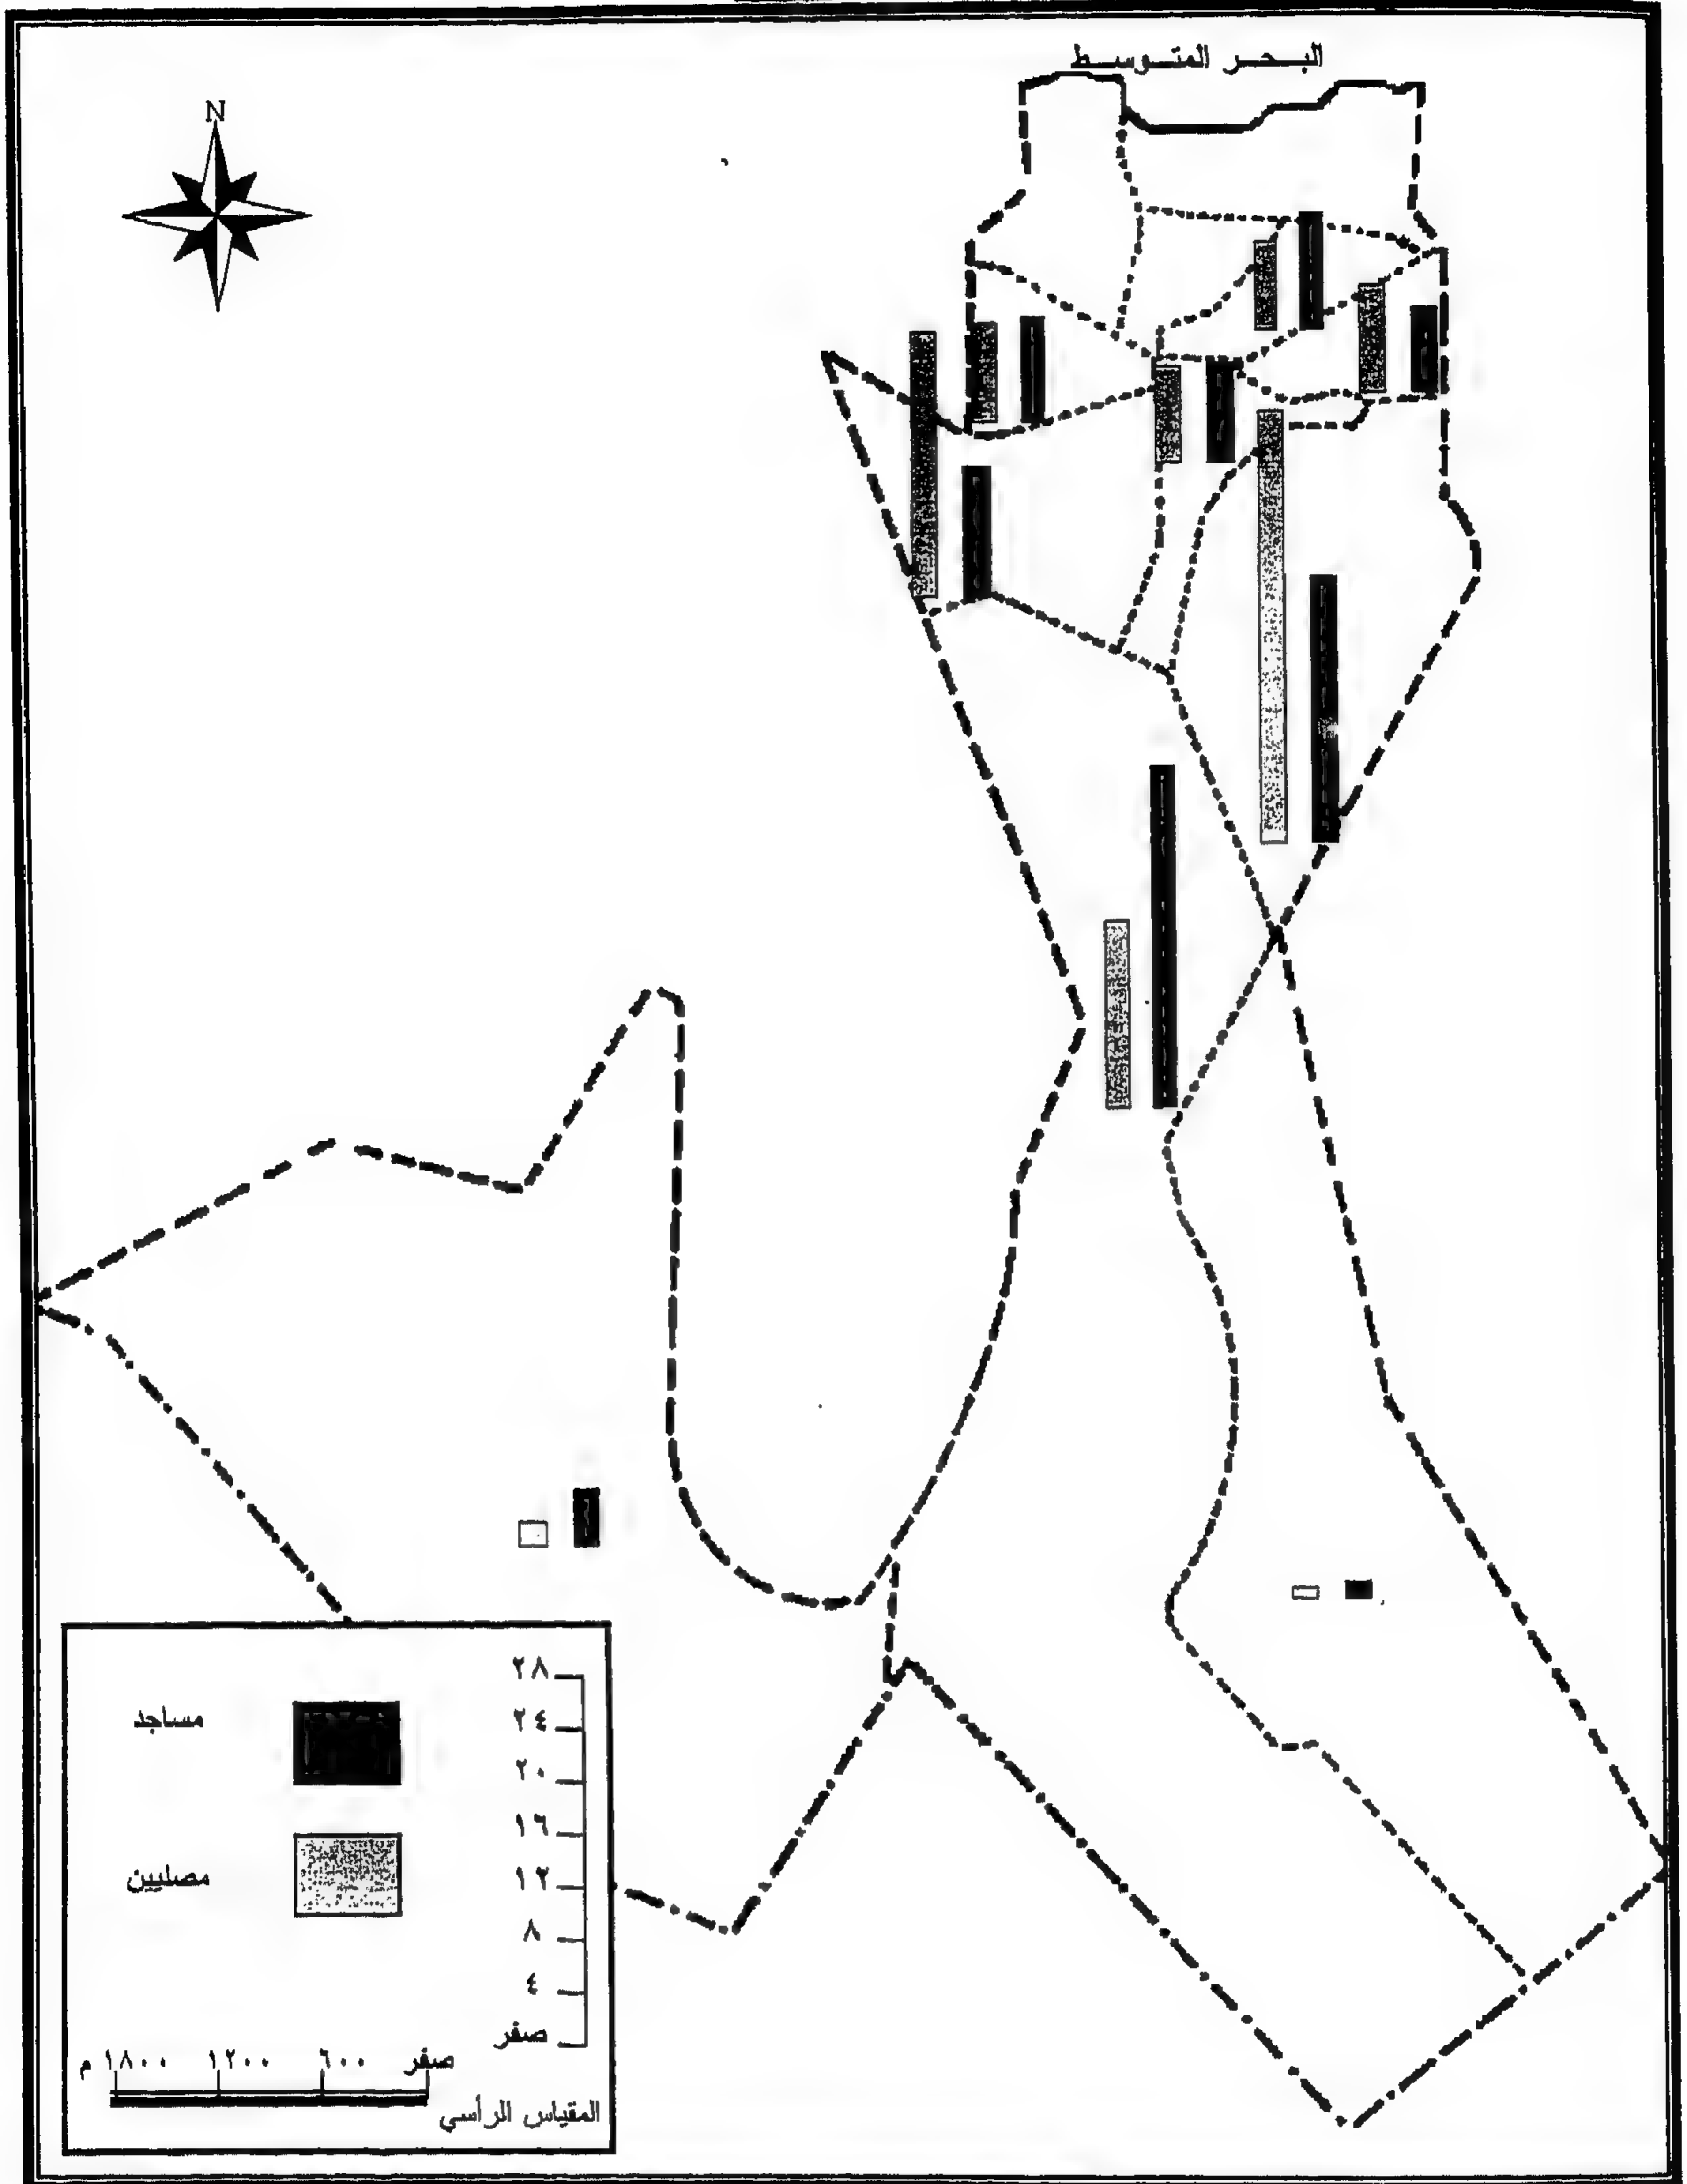 البحر المتوسط
N
مساجد
مصليين
٢٨
٢٤
٢٠
١٦
١٢
٨
٤
صفر
صفر ٦٠٠ ١٢٠٠ ١٨٠٠ م
المقياس الرأسي